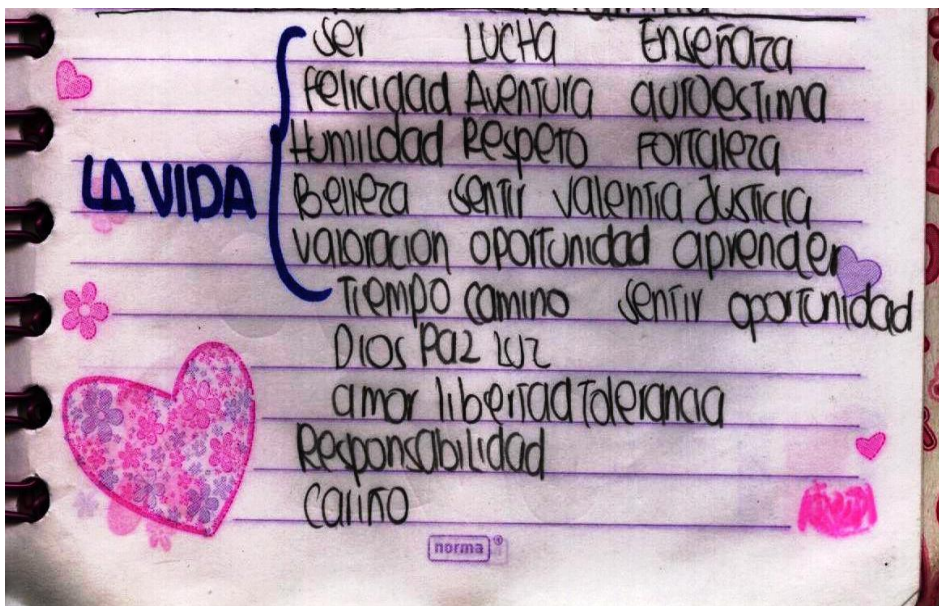 Ser LUCHA Enseñaza
felicidad Aventura autoestima
Humildad Respeto Fortaleza
LA VIDA
Belleza sentir valentia Justicia
valoracion oportunidad aprender
Tiempo camino sentir oportunidad
Dios Paz luz
amor libertad Tolerancia
Responsabilidad
cariño
norma